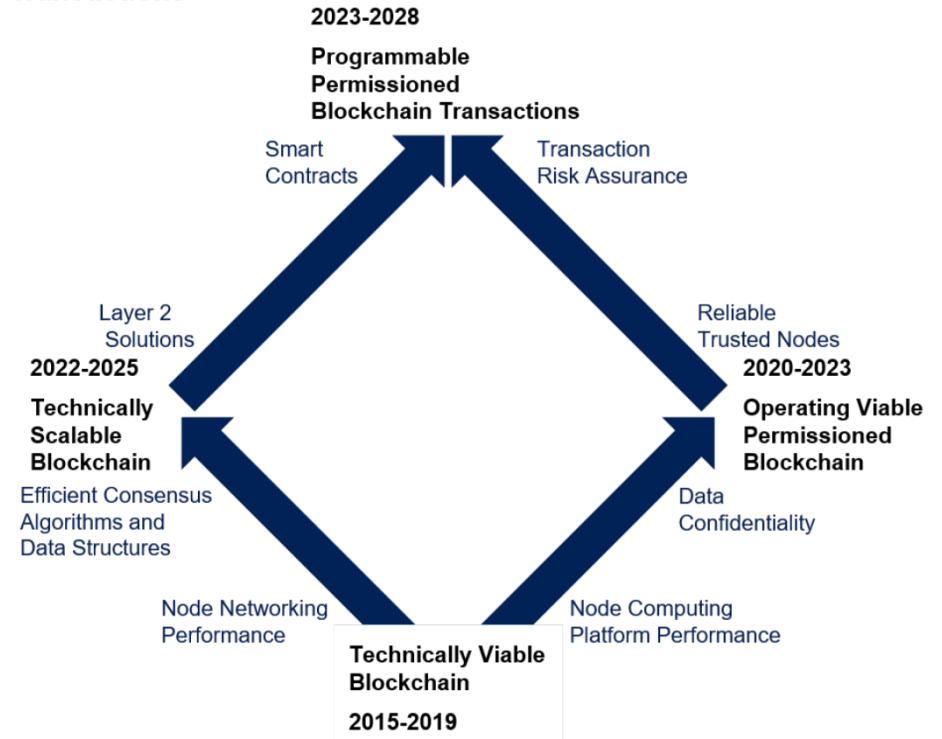 2023-2028
Programmable
Permissioned
Blockchain Transactions
Smart
Contracts
Transaction
Risk Assurance
Layer 2
Solutions
Reliable
Trusted Nodes
2022-2025
Technically
Scalable
Blockchain
2020-2023
Operating Viable
Permissioned
Blockchain
Efficient Consensus
Algorithms and
Data Structures
Data
Confidentiality
Node Networking
Performance
Node Computing
Platform Performance
Technically Viable
Blockchain
2015-2019